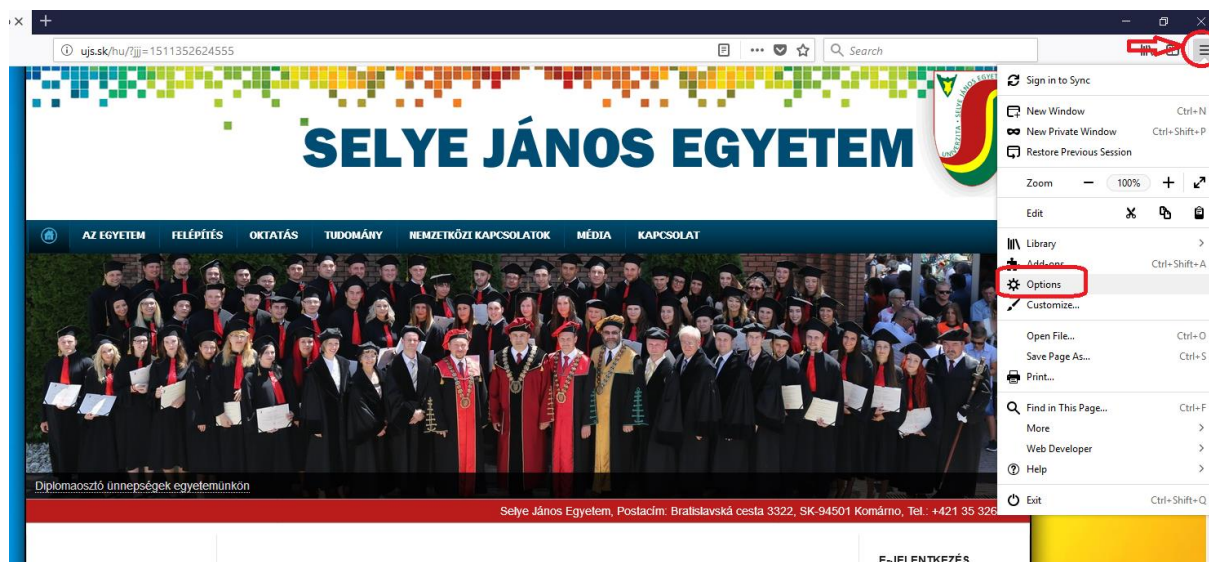 ujs.sk/hu/?jjj=1511352624555
Search
SELYE JÁNOS EGYETEM
AZ EGYETEM FELÉPÍTÉS OKTATÁS TUDOMÁNY NEMZETKÖZI KAPCSOLATOK MÉDIA KAPCSOLAT
Diplomaosztó ünnepségek egyetemünkön
Selye János Egyetem, Postacím: Bratislavská cesta 3322, SK-94501 Komárno, Tel.: +421 35 326
E-JELENTKEZÉS
Sign in to Sync
New Window Ctrl+N
New Private Window Ctrl+Shift+P
Restore Previous Session
Zoom 100%
Edit
Library
Add-ons Ctrl+Shift+A
Options
Customize...
Open File... Ctrl+O
Save Page As... Ctrl+S
Print...
Find in This Page... Ctrl+F
More
Web Developer
Help
Exit Ctrl+Shift+Q